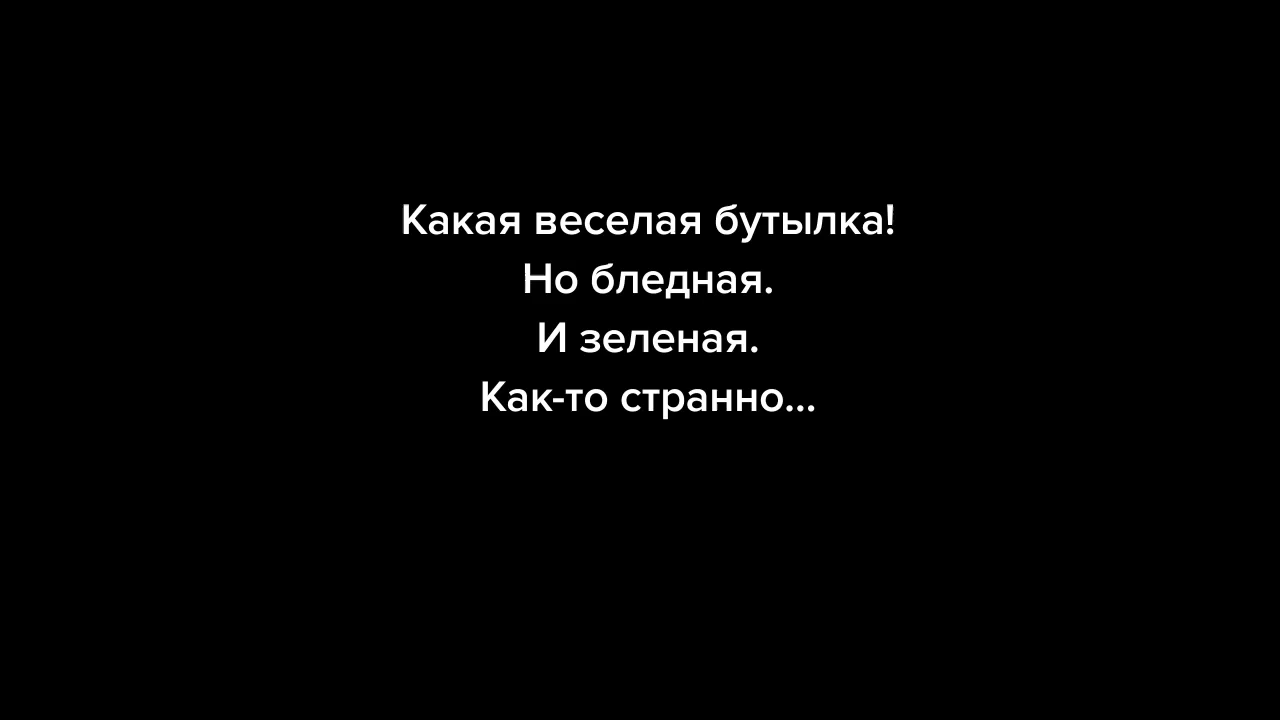 Какая веселая бутылка!
Но бледная.
И зеленая.
Как-то странно...